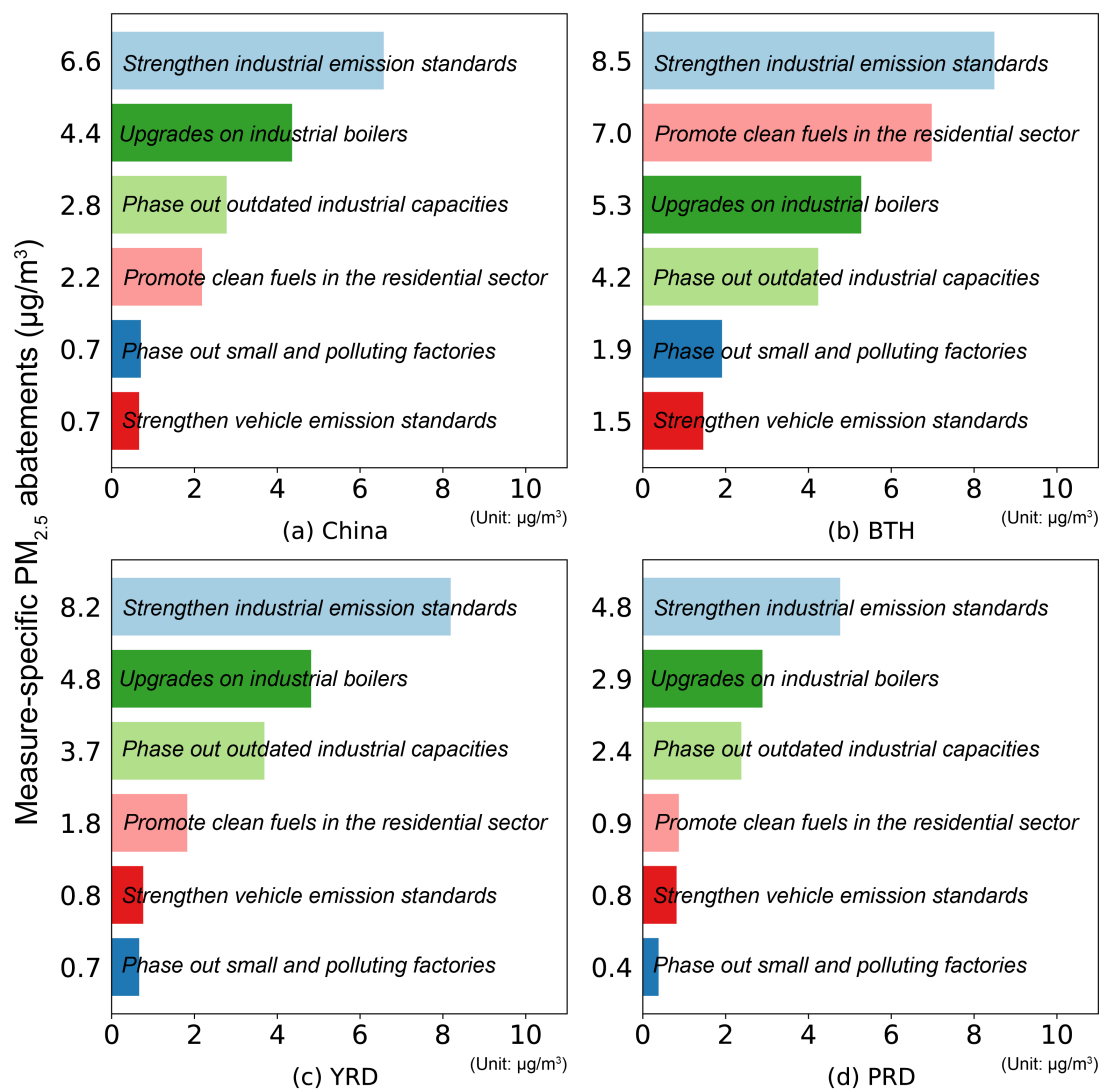 Measure-specific PM2.5 abatements (μg/m³)
6.6 Strengthen industrial emission standards
4.4 Upgrades on industrial boilers
2.8 Phase out outdated industrial capacities
2.2 Promote clean fuels in the residential sector
0.7 Phase out small and polluting factories
0.7 Strengthen vehicle emission standards
0 2 4 6 8 10
(Unit: μg/m³)
(a) China
8.5 Strengthen industrial emission standards
7.0 Promote clean fuels in the residential sector
5.3 Upgrades on industrial boilers
4.2 Phase out outdated industrial capacities
1.9 Phase out small and polluting factories
1.5 Strengthen vehicle emission standards
0 2 4 6 8 10
(Unit: μg/m³)
(b) BTH
8.2 Strengthen industrial emission standards
4.8 Upgrades on industrial boilers
3.7 Phase out outdated industrial capacities
1.8 Promote clean fuels in the residential sector
0.8 Strengthen vehicle emission standards
0.7 Phase out small and polluting factories
0 2 4 6 8 10
(Unit: μg/m³)
(c) YRD
4.8 Strengthen industrial emission standards
2.9 Upgrades on industrial boilers
2.4 Phase out outdated industrial capacities
0.9 Promote clean fuels in the residential sector
0.8 Strengthen vehicle emission standards
0.4 Phase out small and polluting factories
0 2 4 6 8 10
(Unit: μg/m³)
(d) PRD